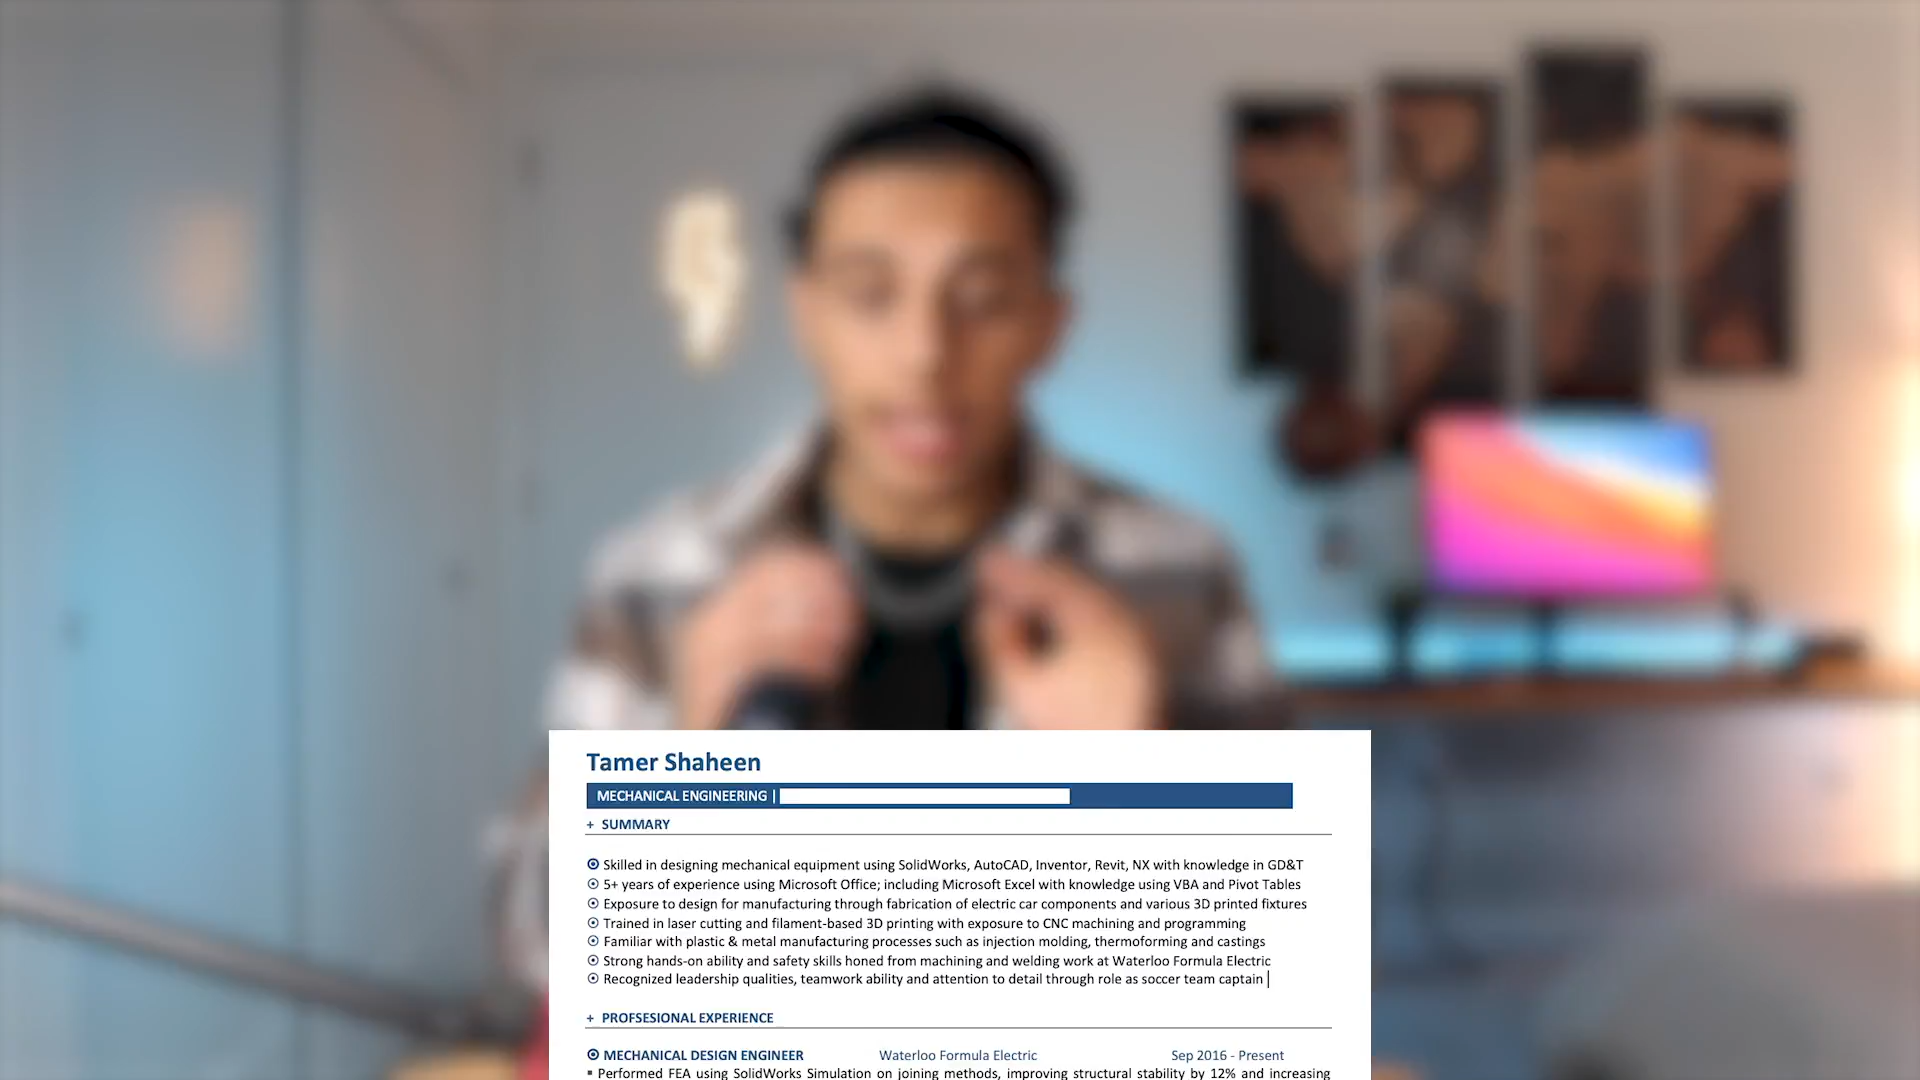 Tamer Shaheen
MECHANICAL ENGINEERING |
+ SUMMARY
Skilled in designing mechanical equipment using SolidWorks, AutoCAD, Inventor, Revit, NX with knowledge in GD&T
5+ years of experience using Microsoft Office; including Microsoft Excel with knowledge using VBA and Pivot Tables
Exposure to design for manufacturing through fabrication of electric car components and various 3D printed fixtures
Trained in laser cutting and filament-based 3D printing with exposure to CNC machining and programming
Familiar with plastic & metal manufacturing processes such as injection molding, thermoforming and castings
Strong hands-on ability and safety skills honed from machining and welding work at Waterloo Formula Electric
Recognized leadership qualities, teamwork ability and attention to detail through role as soccer team captain
+ PROFSESIONAL EXPERIENCE
MECHANICAL DESIGN ENGINEER Waterloo Formula Electric Sep 2016 - Present
Performed FEA using SolidWorks Simulation on joining methods, improving structural stability by 12% and increasing